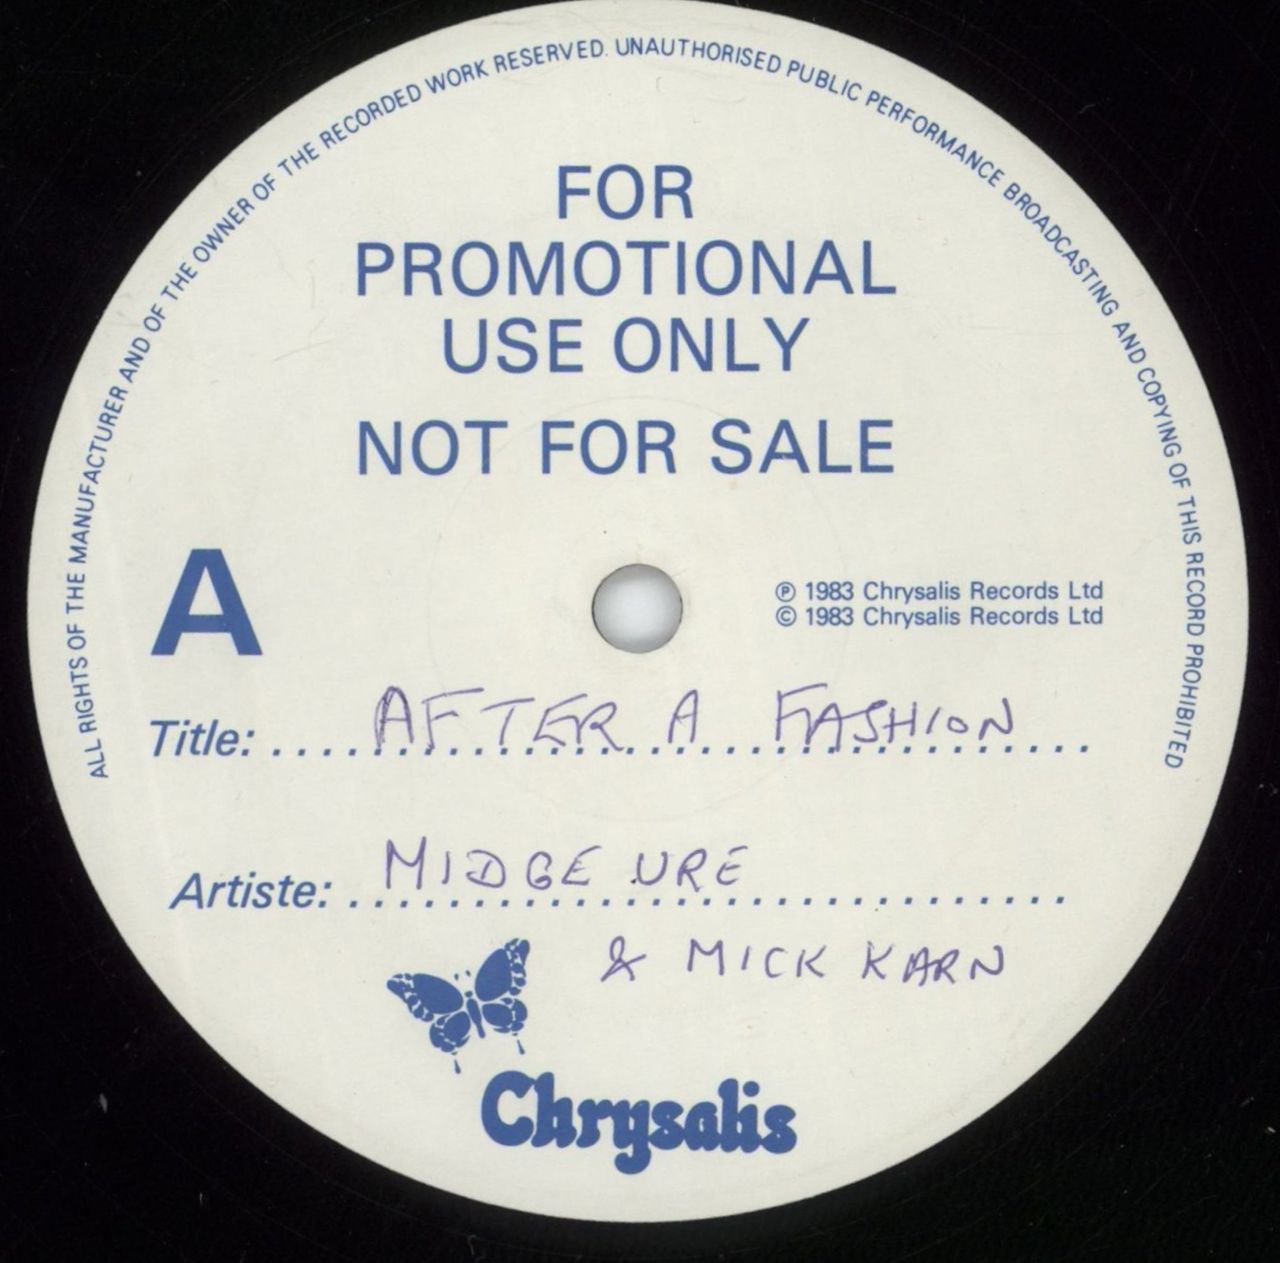 ALL RIGHTS OF THE MANUFACTURER AND OF THE OWNER OF THE RECORDED WORK RESERVED. UNAUTHORISED PUBLIC PERFORMANCE BROADCASTING AND COPYING OF THIS RECORD PROHIBITED
FOR
PROMOTIONAL
USE ONLY
NOT FOR SALE
A
℗ 1983 Chrysalis Records Ltd
© 1983 Chrysalis Records Ltd
Title: AFTER A FASHION
Artiste: MIDGE URE
& MICK KARN
Chrysalis